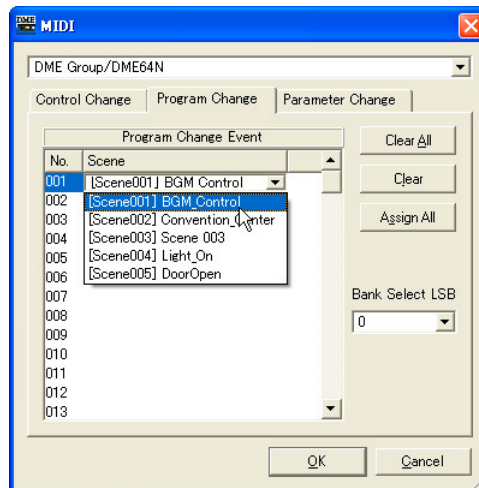 DME MIDI
DME Group/DME64N
Control Change Program Change Parameter Change
Program Change Event
Clear All
No. Scene
001 [Scene001] BGM Control
Clear
002 [Scene001] BGM_Control
003 [Scene002] Convention_Center
Assign All
004 [Scene003] Scene 003
005 [Scene004] Light_On
006 [Scene005] DoorOpen
007
Bank Select LSB
008
0
009
010
011
012
013
OK Cancel